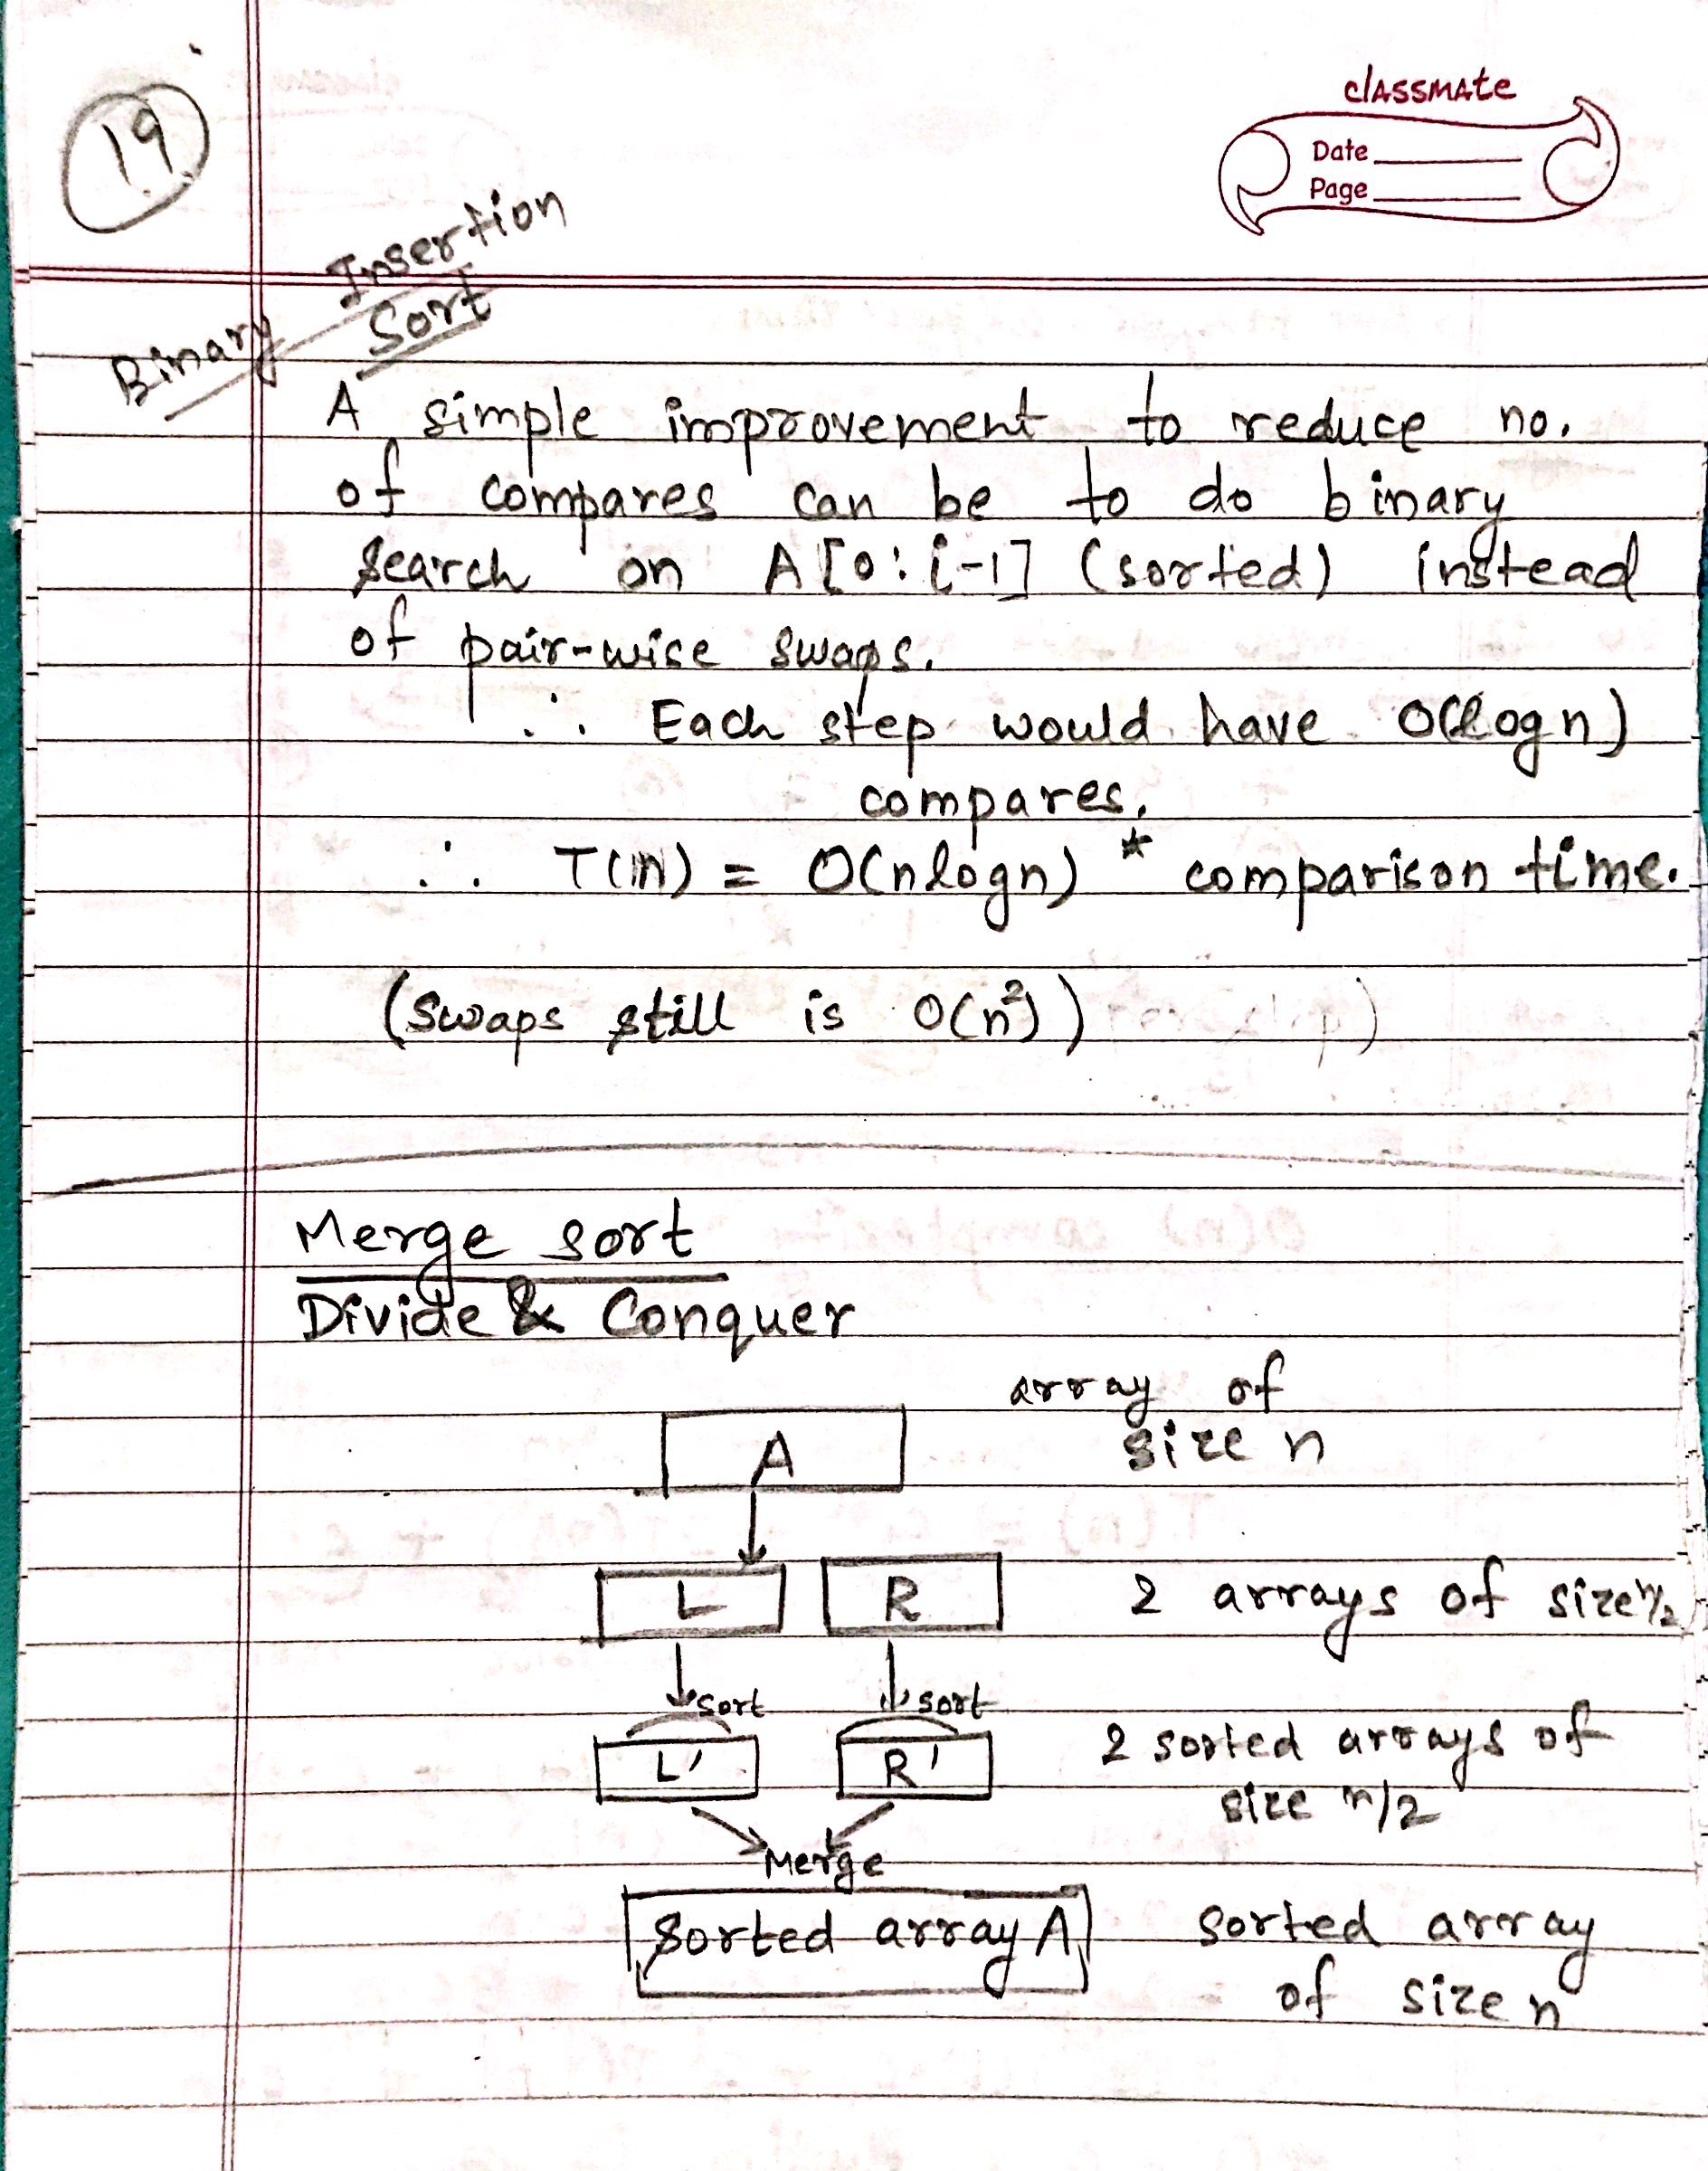 19
classmate
Date
Page
Binary Insertion
Sort
A simple improvement to reduce no.
of compares can be to do binary
search on A[0:i-1] (sorted) instead
of pair-wise swaps.
∴ Each step would have O(log n)
compares.
∴ T(n) = O(nlogn) * comparison time.
(Swaps still is O(n²))
Merge sort
Divide & Conquer
array of
A size n
L R 2 arrays of size n/2
sort sort
L' R' 2 sorted arrays of
size n/2
Merge
Sorted array A sorted array
of size n